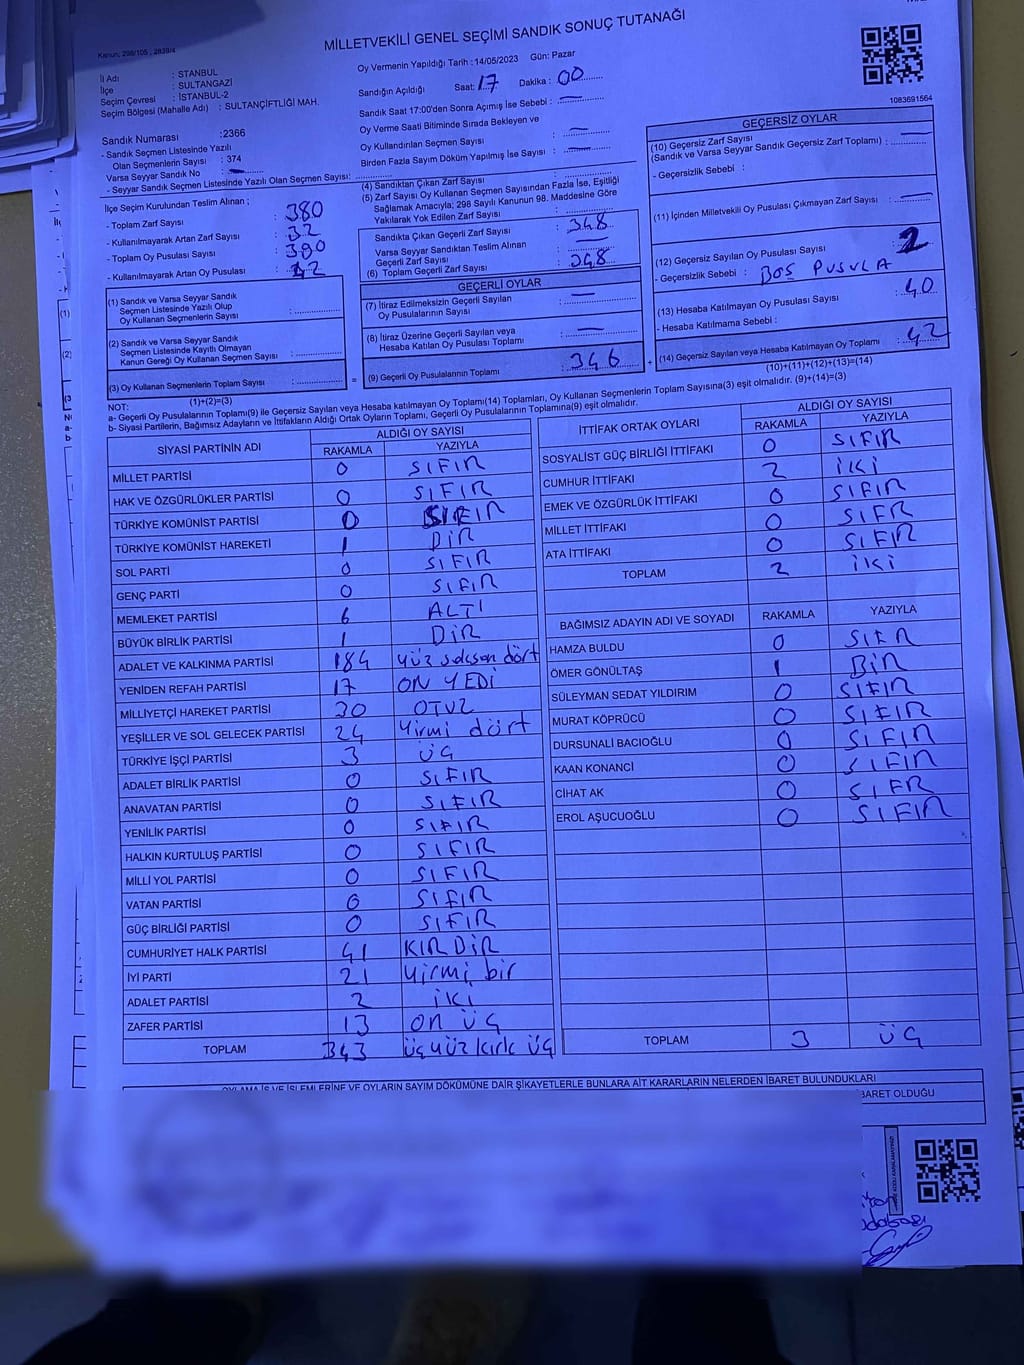 MİLLETVEKİLİ GENEL SEÇİMİ SANDIK SONUÇ TUTANAĞI
Kanun: 298/105 , 2839/4
İl Adı : STANBUL
İlçe : SULTANGAZİ
Seçim Çevresi : İSTANBUL-2
Seçim Bölgesi (Mahalle Adı) : SULTANÇİFTLİĞİ MAH.
Sandık Numarası :2366
- Sandık Seçmen Listesinde Yazılı
Olan Seçmenlerin Sayısı : 374
Varsa Seyyar Sandık No :
- Seyyar Sandık Seçmen Listesinde Yazılı Olan Seçmen Sayısı:
Oy Vermenin Yapıldığı Tarih :14/05/2023 Gün: Pazar
Sandığın Açıldığı Saat: 17 Dakika : 00
Sandık Saat 17:00'den Sonra Açımış İse Sebebi :
Oy Verme Saati Bitiminde Sırada Bekleyen ve
Oy Kullandırılan Seçmen Sayısı :
Birden Fazla Sayım Döküm Yapılmış İse Sayısı :
1083691564
İlçe Seçim Kurulundan Teslim Alınan ;
- Toplam Zarf Sayısı : 380
- Kullanılmayarak Artan Zarf Sayısı : 32
- Toplam Oy Pusulası Sayısı : 380
- Kullanılmayarak Artan Oy Pusulası :
(1) Sandık ve Varsa Seyyar Sandık
Seçmen Listesinde Yazılı Olup
Oy Kullanan Seçmenlerin Sayısı :
(2) Sandık ve Varsa Seyyar Sandık
Seçmen Listesinde Kayıtlı Olmayan
Kanun Gereği Oy Kullanan Seçmen Sayısı :
(3) Oy Kullanan Seçmenlerin Toplam Sayısı :
(1)+(2)=(3)
(4) Sandıktan Çıkan Zarf Sayısı :
(5) Zarf Sayısı Oy Kullanan Seçmen Sayısından Fazla İse, Eşitliği
Sağlamak Amacıyla; 298 Sayılı Kanunun 98. Maddesine Göre
Yakılarak Yok Edilen Zarf Sayısı :
Sandıkta Çıkan Geçerli Zarf Sayısı : 348
Varsa Seyyar Sandıktan Teslim Alınan
Geçerli Zarf Sayısı :
(6) Toplam Geçerli Zarf Sayısı : 348
GEÇERLİ OYLAR
(7) İtiraz Edilmeksizin Geçerli Sayılan
Oy Pusulalarının Sayısı :
(8) İtiraz Üzerine Geçerli Sayılan veya
Hesaba Katılan Oy Pusulası Toplamı :
= (9) Geçerli Oy Pusulalarının Toplamı : 346 +
GEÇERSİZ OYLAR
(10) Geçersiz Zarf Sayısı
(Sandık ve Varsa Seyyar Sandık Geçersiz Zarf Toplamı) :
- Geçersizlik Sebebi :
(11) İçinden Milletvekili Oy Pusulası Çıkmayan Zarf Sayısı :
(12) Geçersiz Sayılan Oy Pusulası Sayısı : 2
- Geçersizlik Sebebi : BOŞ PUSULA
(13) Hesaba Katılmayan Oy Pusulası Sayısı : 40
- Hesaba Katılmama Sebebi :
(14) Geçersiz Sayılan veya Hesaba Katılmayan Oy Toplamı : 42
(10)+(11)+(12)+(13)=(14)
NOT:
a- Geçerli Oy Pusulalarının Toplamı(9) ile Geçersiz Sayılan veya Hesaba katılmayan Oy Toplamı(14) Toplamları, Oy Kullanan Seçmenlerin Toplam Sayısına(3) eşit olmalıdır. (9)+(14)=(3)
b- Siyasi Partilerin, Bağımsız Adayların ve İttifakların Aldığı Ortak Oyların Toplamı, Geçerli Oy Pusulalarının Toplamına(9) eşit olmalıdır.
SİYASİ PARTİNİN ADI ALDIĞI OY SAYISI
RAKAMLA YAZIYLA
MİLLET PARTİSİ 0 SIFIR
HAK VE ÖZGÜRLÜKLER PARTİSİ 0 SIFIR
TÜRKİYE KOMÜNİST PARTİSİ 0 SIFIR
TÜRKİYE KOMÜNİST HAREKETİ 1 BİR
SOL PARTİ 0 SIFIR
GENÇ PARTİ 0 SIFIR
MEMLEKET PARTİSİ 6 ALTI
BÜYÜK BİRLİK PARTİSİ 1 BİR
ADALET VE KALKINMA PARTİSİ 184 yüz seksen dört
YENİDEN REFAH PARTİSİ 17 ON YEDİ
MİLLİYETÇİ HAREKET PARTİSİ 30 OTUZ
YEŞİLLER VE SOL GELECEK PARTİSİ 24 yirmi dört
TÜRKİYE İŞÇİ PARTİSİ 3 ÜÇ
ADALET BİRLİK PARTİSİ 0 SIFIR
ANAVATAN PARTİSİ 0 SIFIR
YENİLİK PARTİSİ 0 SIFIR
HALKIN KURTULUŞ PARTİSİ 0 SIFIR
MİLLİ YOL PARTİSİ 0 SIFIR
VATAN PARTİSİ 0 SIFIR
GÜÇ BİRLİĞİ PARTİSİ 0 SIFIR
CUMHURİYET HALK PARTİSİ 41 KIRBİR
İYİ PARTİ 21 yirmi bir
ADALET PARTİSİ 2 İKİ
ZAFER PARTİSİ 13 ON ÜÇ
TOPLAM 343 üçyüzkırk üç
İTTİFAK ORTAK OYLARI ALDIĞI OY SAYISI
RAKAMLA YAZIYLA
SOSYALİST GÜÇ BİRLİĞİ İTTİFAKI 0 SIFIR
CUMHUR İTTİFAKI 2 İKİ
EMEK VE ÖZGÜRLÜK İTTİFAKI 0 SIFIR
MİLLET İTTİFAKI 0 SIFR
ATA İTTİFAKI 0 SIFIR
TOPLAM 2 İKİ
BAĞIMSIZ ADAYIN ADI VE SOYADI RAKAMLA YAZIYLA
HAMZA BULDU 0 SIFR
ÖMER GÖNÜLTAŞ 1 BİR
SÜLEYMAN SEDAT YILDIRIM 0 SIFIR
MURAT KÖPRÜCÜ 0 SIFIR
DURSUNALİ BACIOĞLU 0 SIFIR
KAAN KONANCİ 0 SIFIR
CİHAT AK 0 SIFR
EROL AŞUCUOĞLU 0 SIFIR
TOPLAM 3 ÜÇ
OYLAMA İŞ VE İŞLEMLERİNE VE OYLARIN SAYIM DÖKÜMÜNE DAİR ŞİKAYETLERLE BUNLARA AİT KARARLARIN NELERDEN İBARET BULUNDUKLARI
BARET OLDUĞU